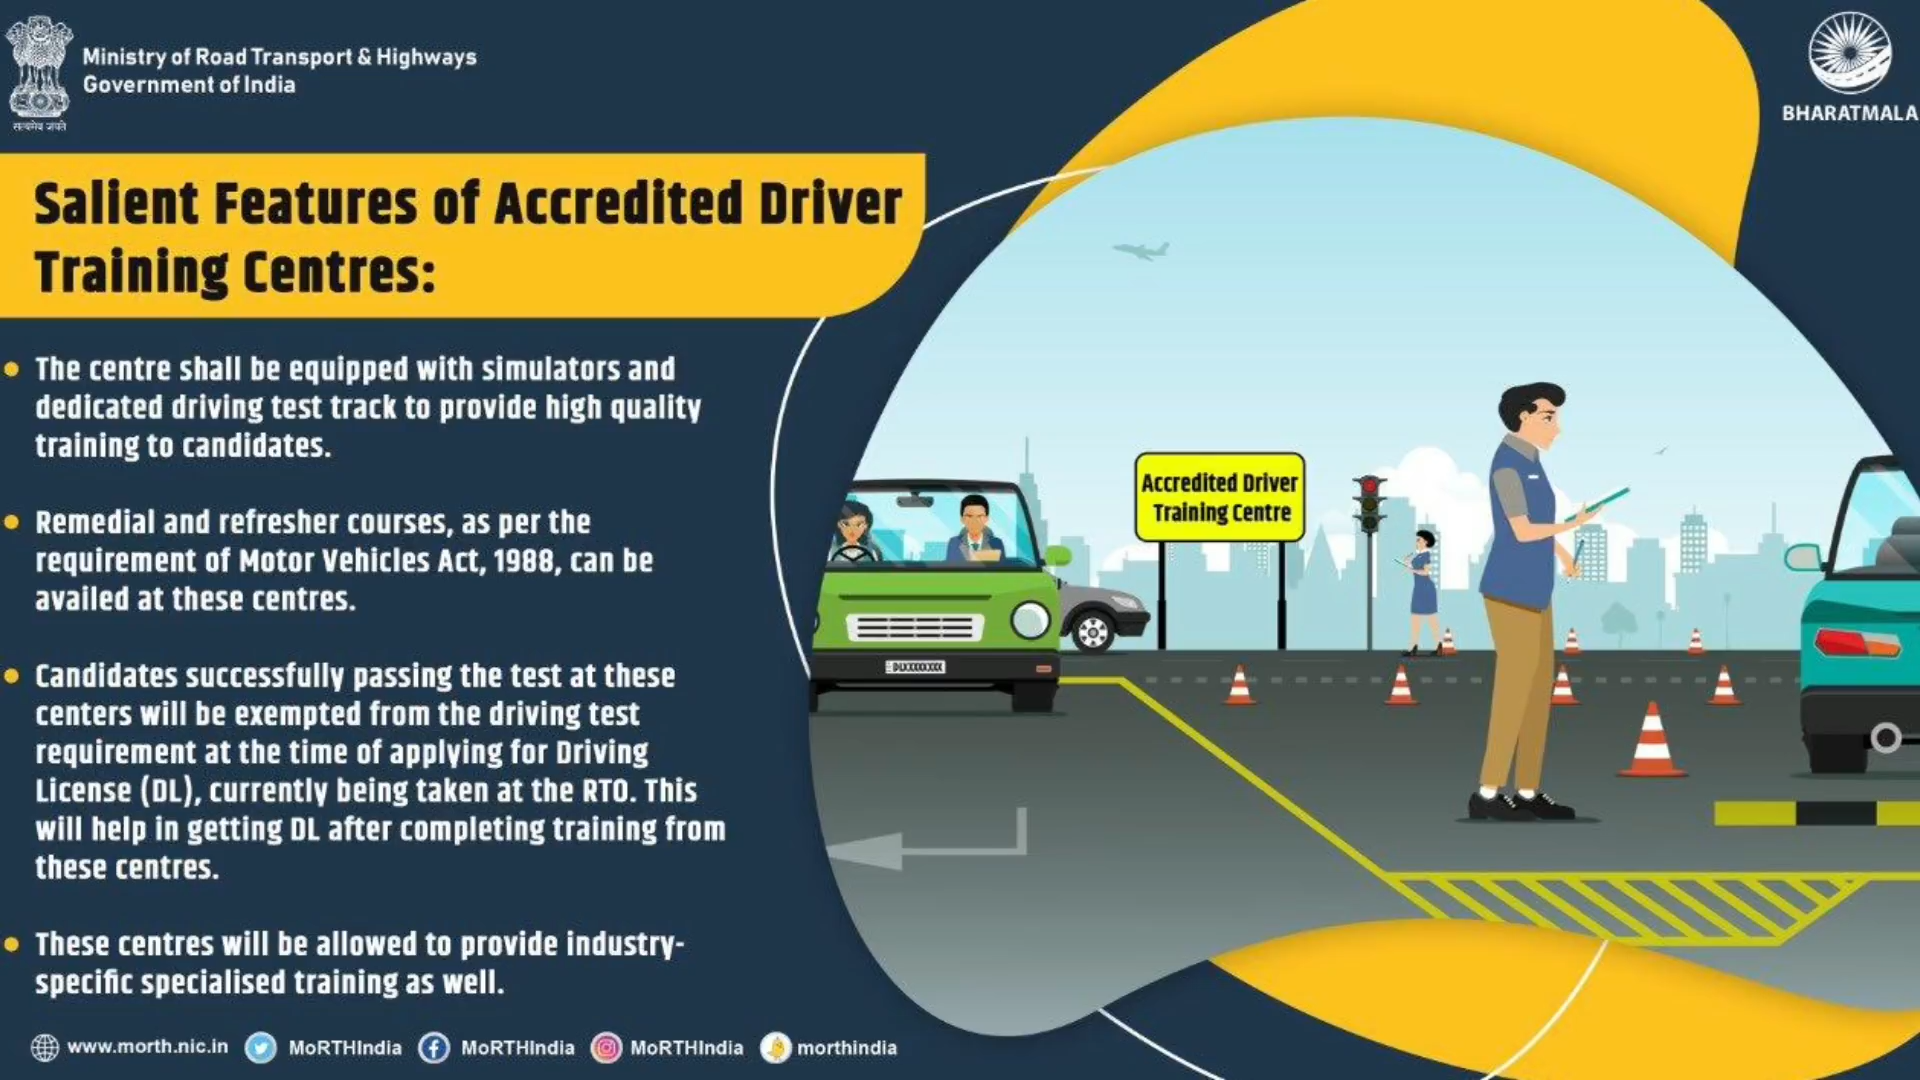 सत्यमेव जयते
Ministry of Road Transport & Highways
Government of India
BHARATMALA
Salient Features of Accredited Driver
Training Centres:
The centre shall be equipped with simulators and
dedicated driving test track to provide high quality
training to candidates.
Remedial and refresher courses, as per the
requirement of Motor Vehicles Act, 1988, can be
availed at these centres.
Candidates successfully passing the test at these
centers will be exempted from the driving test
requirement at the time of applying for Driving
License (DL), currently being taken at the RTO. This
will help in getting DL after completing training from
these centres.
These centres will be allowed to provide industry-
specific specialised training as well.
Accredited Driver
Training Centre
www.morth.nic.in MoRTHIndia MoRTHIndia MoRTHIndia morthindia